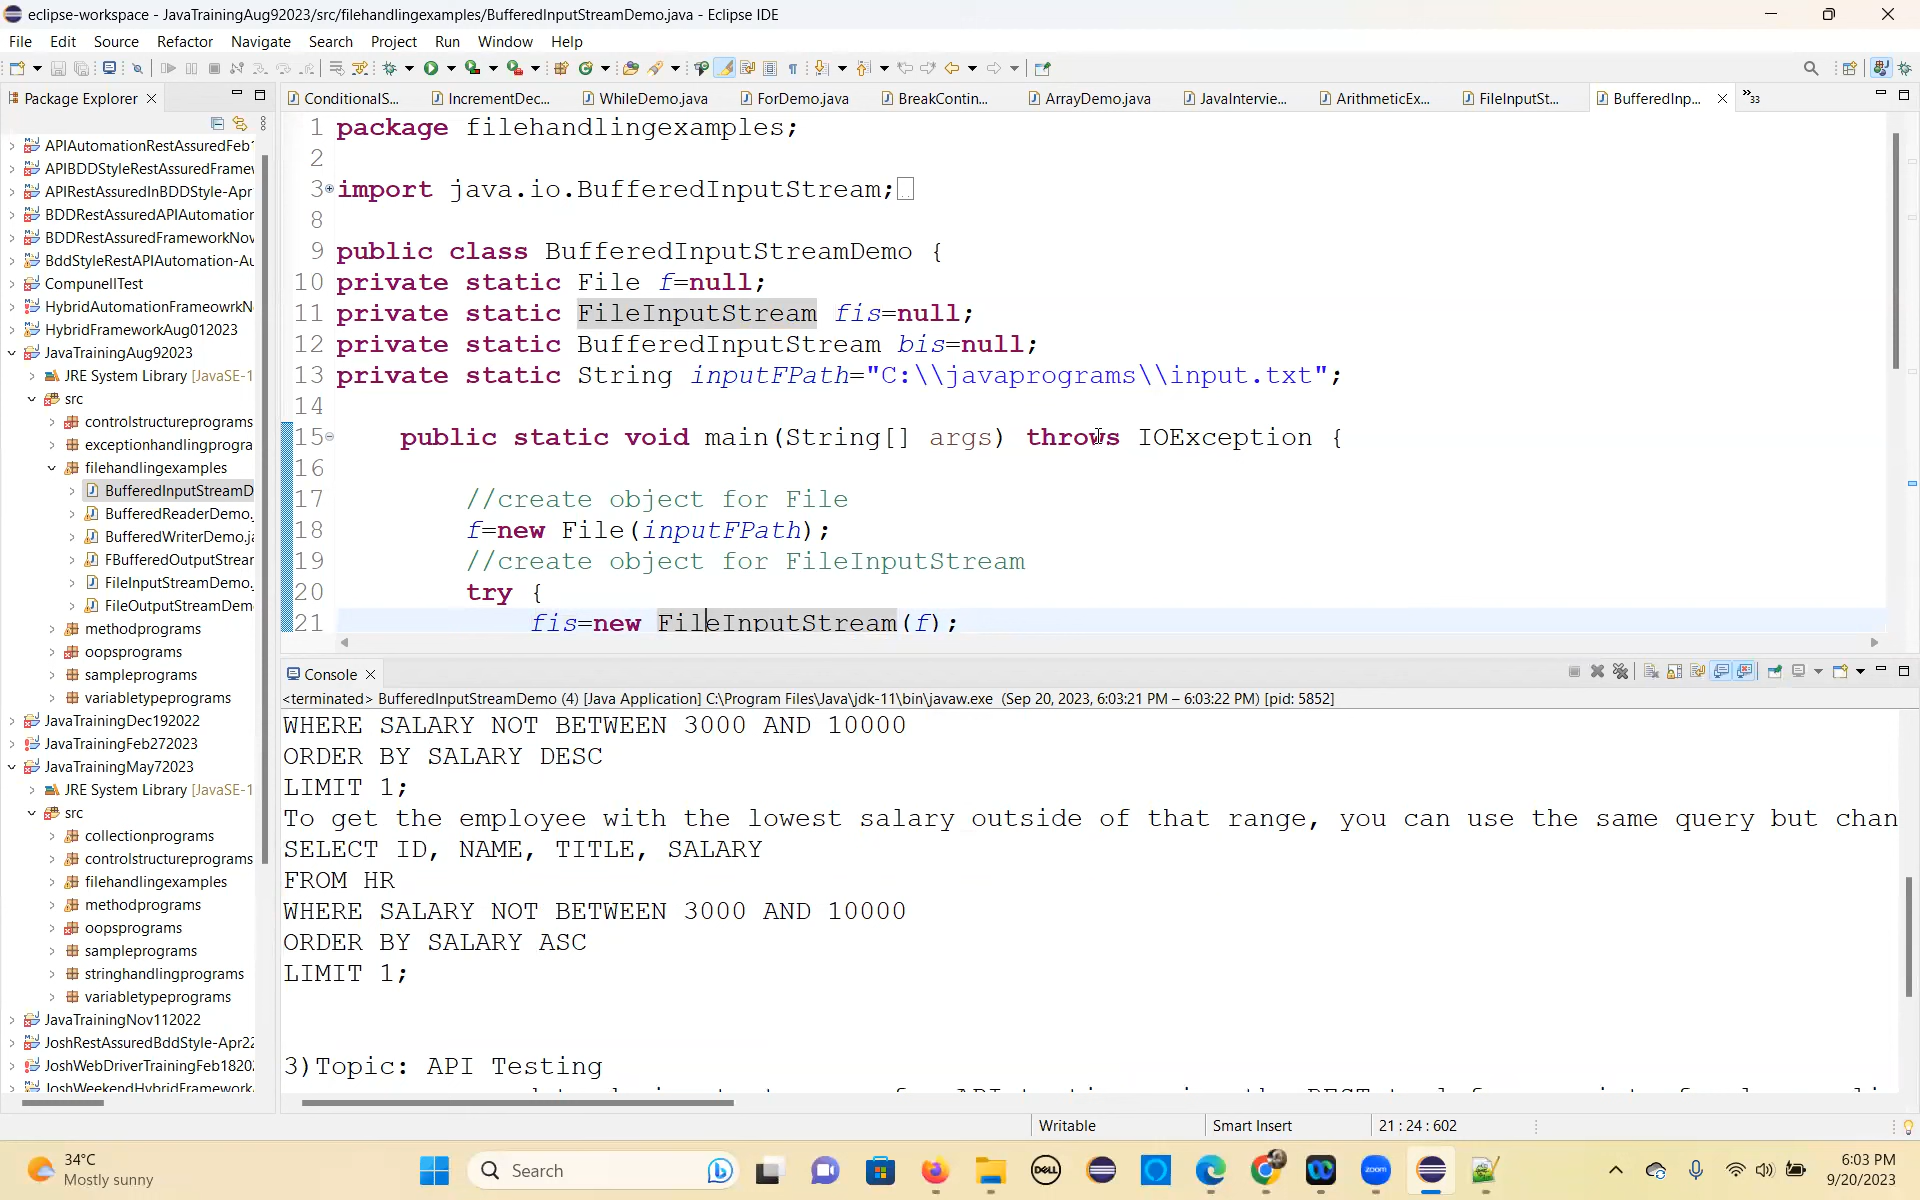 eclipse-workspace - JavaTrainingAug92023/src/filehandlingexamples/BufferedInputStreamDemo.java - Eclipse IDE
File Edit Source Refactor Navigate Search Project Run Window Help
Package Explorer
ConditionalS... IncrementDec... WhileDemo.java ForDemo.java BreakContin... ArrayDemo.java JavaIntervie... ArithmeticEx... FileInputSt... BufferedInp... 33
APIAutomationRestAssuredFeb1
APIBDDStyleRestAssuredFramew
APIRestAssuredInBDDStyle-Apr
BDDRestAssuredAPIAutomation
BDDRestAssuredFrameworkNov
BddStyleRestAPIAutomation-Au
CompunellTest
HybridAutomationFrameowrkN
HybridFrameworkAug012023
JavaTrainingAug92023
JRE System Library [JavaSE-1
src
controlstructureprograms
exceptionhandlingprogra
filehandlingexamples
BufferedInputStreamD
BufferedReaderDemo.
BufferedWriterDemo.ja
FBufferedOutputStrear
FileInputStreamDemo.
FileOutputStreamDem
methodprograms
oopsprograms
sampleprograms
variabletypeprograms
JavaTrainingDec192022
JavaTrainingFeb272023
JavaTrainingMay72023
JRE System Library [JavaSE-1
src
collectionprograms
controlstructureprograms
filehandlingexamples
methodprograms
oopsprograms
sampleprograms
stringhandlingprograms
variabletypeprograms
JavaTrainingNov112022
JoshRestAssuredBddStyle-Apr22
JoshWebDriverTrainingFeb1820
JoshWeekendHybridFramework
1 package filehandlingexamples;
2
3 import java.io.BufferedInputStream;
8
9 public class BufferedInputStreamDemo {
10 private static File f=null;
11 private static FileInputStream fis=null;
12 private static BufferedInputStream bis=null;
13 private static String inputFPath="C:\\javaprograms\\input.txt";
14
15 public static void main(String[] args) throws IOException {
16
17 //create object for File
18 f=new File(inputFPath);
19 //create object for FileInputStream
20 try {
21 fis=new FileInputStream(f);
Console
<terminated> BufferedInputStreamDemo (4) [Java Application] C:\Program Files\Java\jdk-11\bin\javaw.exe (Sep 20, 2023, 6:03:21 PM – 6:03:22 PM) [pid: 5852]
WHERE SALARY NOT BETWEEN 3000 AND 10000
ORDER BY SALARY DESC
LIMIT 1;
To get the employee with the lowest salary outside of that range, you can use the same query but chan
SELECT ID, NAME, TITLE, SALARY
FROM HR
WHERE SALARY NOT BETWEEN 3000 AND 10000
ORDER BY SALARY ASC
LIMIT 1;
3)Topic: API Testing
Writable Smart Insert 21 : 24 : 602
34°C
Mostly sunny
Search
DELL
zoom
6:03 PM
9/20/2023